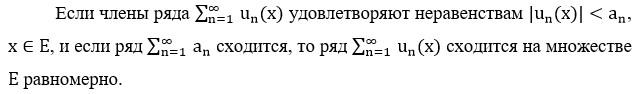 Если члены ряда ∑ₙ₌₁^∞ uₙ(x) удовлетворяют неравенствам |uₙ(x)| < aₙ,
x ∈ E, и если ряд ∑ₙ₌₁^∞ aₙ сходится, то ряд ∑ₙ₌₁^∞ uₙ(x) сходится на множестве
E равномерно.